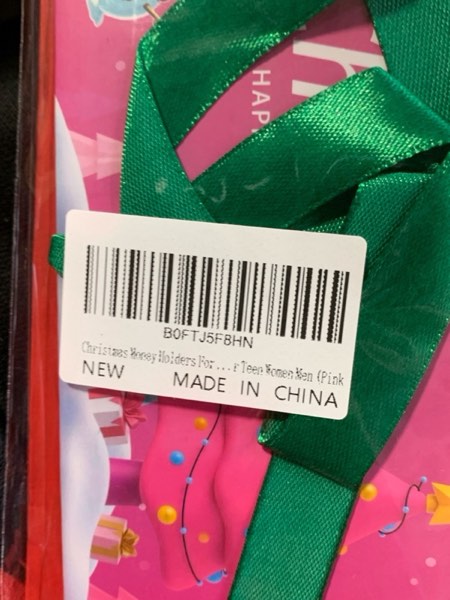 HAP
B0FTJ5F8HN
Christmas Money Holders For...r Teen Women Men (Pink
NEW MADE IN CHINA